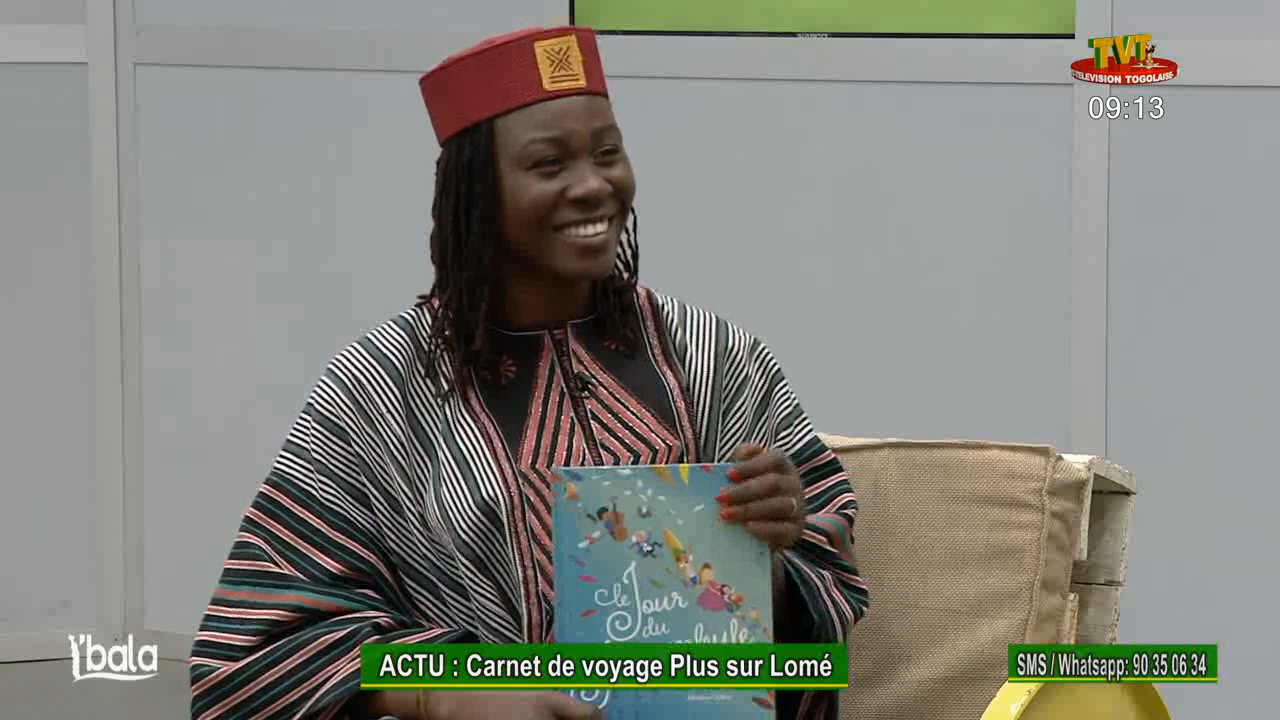 TVT
TELEVISION TOGOLAISE
09:13
le Jour
du
l'bala
ACTU : Carnet de voyage Plus sur Lomé
SMS / Whatsapp: 90 35 06 34